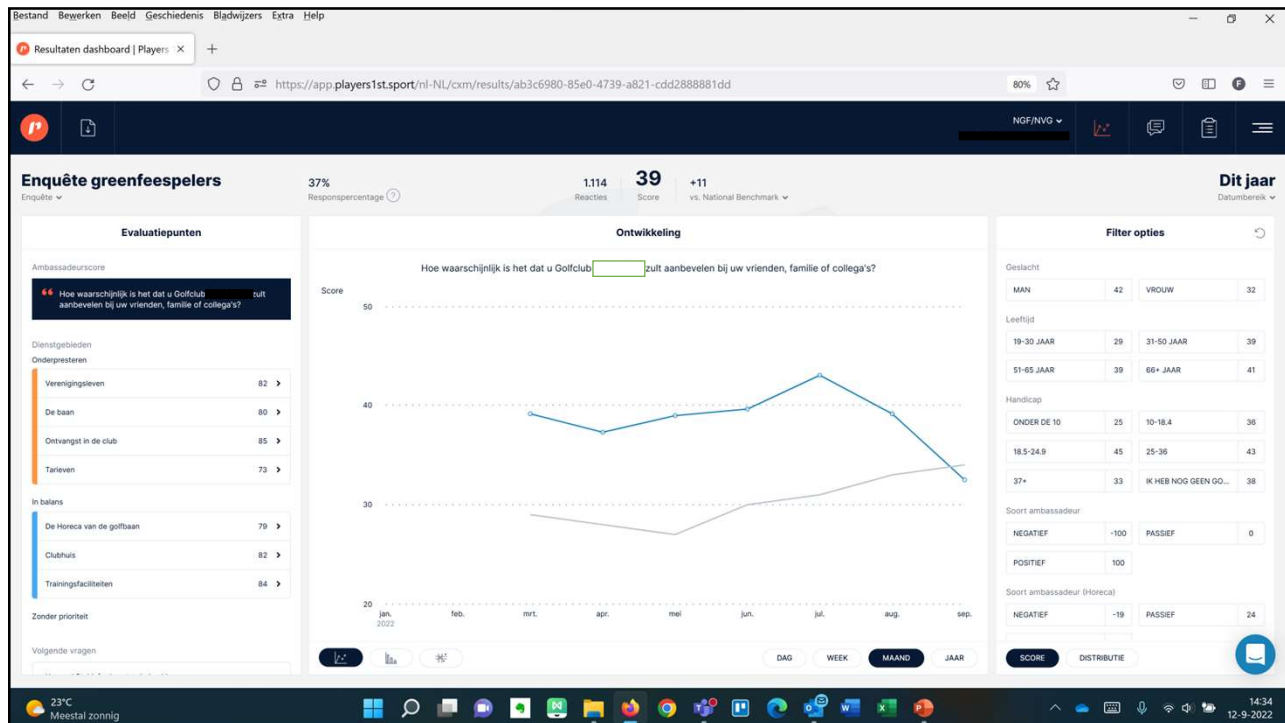 Bestand Bewerken Beeld Geschiedenis Bladwijzers Extra Help
Resultaten dashboard | Players
https://app.players1st.sport/nl-NL/cxm/results/ab3c6980-85e0-4739-a821-cdd2888881dd
80%
NGF/NVG
Enquête greenfeespelers
Enquête
37%
Responspercentage ?
1.114
Reacties
39
Score
+11
vs. National Benchmark
Dit jaar
Datumbereik
Evaluatiepunten
Ambassadeurscore
Hoe waarschijnlijk is het dat u Golfclub zult
aanbevelen bij uw vrienden, familie of collega's?
Dienstgebieden
Onderpresteren
Verenigingsleven 82
De baan 80
Ontvangst in de club 85
Tarieven 73
In balans
De Horeca van de golfbaan 79
Clubhuis 82
Trainingsfaciliteiten 84
Zonder prioriteit
Volgende vragen
Ontwikkeling
Hoe waarschijnlijk is het dat u Golfclub zult aanbevelen bij uw vrienden, familie of collega's?
Score
50
40
30
20
jan. feb. mrt. apr. mei jun. jul. aug. sep.
2022
DAG WEEK MAAND JAAR
Filter opties
Geslacht
MAN 42 VROUW 32
Leeftijd
19-30 JAAR 29 31-50 JAAR 39
51-65 JAAR 39 66+ JAAR 41
Handicap
ONDER DE 10 25 10-18.4 36
18.5-24.9 45 25-36 43
37+ 33 IK HEB NOG GEEN GO... 38
Soort ambassadeur
NEGATIEF -100 PASSIEF 0
POSITIEF 100
Soort ambassadeur (Horeca)
NEGATIEF -19 PASSIEF 24
SCORE DISTRIBUTIE
23°C
Meestal zonnig
14:34
12-9-2022